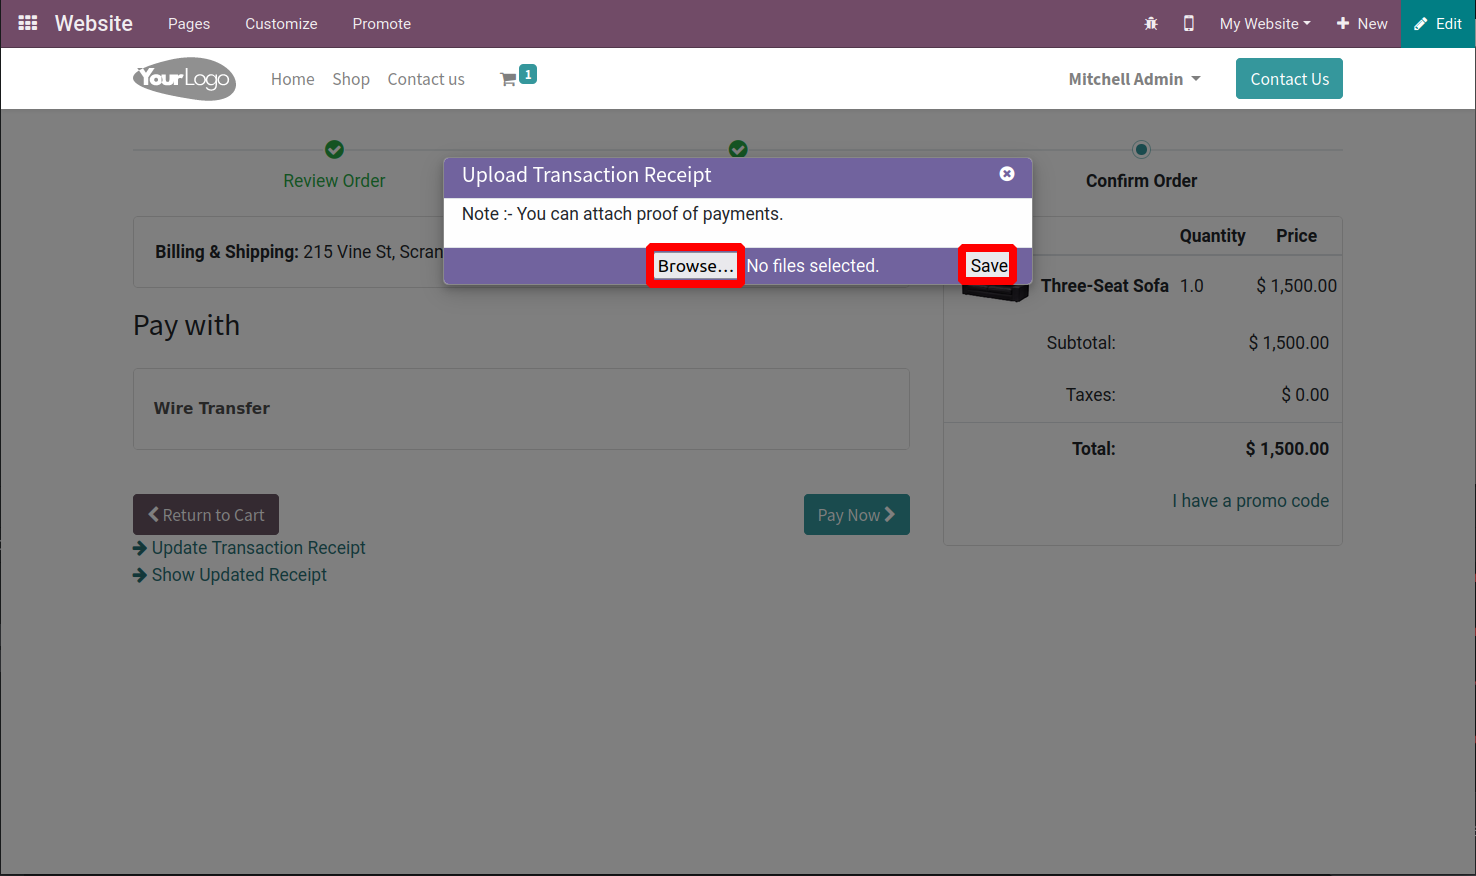 Website Pages Customize Promote My Website New Edit
YourLogo Home Shop Contact us 1 Mitchell Admin Contact Us
Review Order Confirm Order
Upload Transaction Receipt
Note :- You can attach proof of payments.
Browse... No files selected. Save
Billing & Shipping: 215 Vine St, Scran
Pay with
Wire Transfer
Return to Cart Pay Now
Update Transaction Receipt
Show Updated Receipt
Quantity Price
Three-Seat Sofa 1.0 $ 1,500.00
Subtotal: $ 1,500.00
Taxes: $ 0.00
Total: $ 1,500.00
I have a promo code